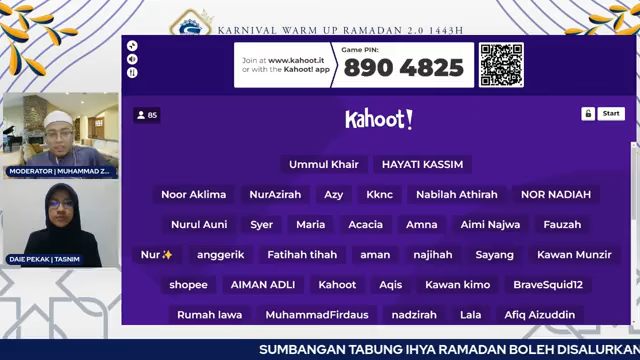 KARNIVAL WARM UP RAMADAN 2.0 1443H
Join at www.kahoot.it
or with the Kahoot! app
Game PIN:
890 4825
85
Kahoot!
Start
Ummul Khair HAYATI KASSIM
Noor Aklima NurAzirah Azy Kknc Nabilah Athirah NOR NADIAH
Nurul Auni Syer Maria Acacia Amna Aimi Najwa Fauzah
Nur✨ anggerik Fatihah tihah aman najihah Sayang Kawan Munzir
shopee AIMAN ADLI Kahoot Aqis Kawan kimo BraveSquid12
Rumah lawa MuhammadFirdaus nadzirah Lala Afiq Aizuddin
MODERATOR | MUHAMMAD Z...
DAIE PEKAK | TASNIM
SUMBANGAN TABUNG IHYA RAMADAN BOLEH DISALURKAN